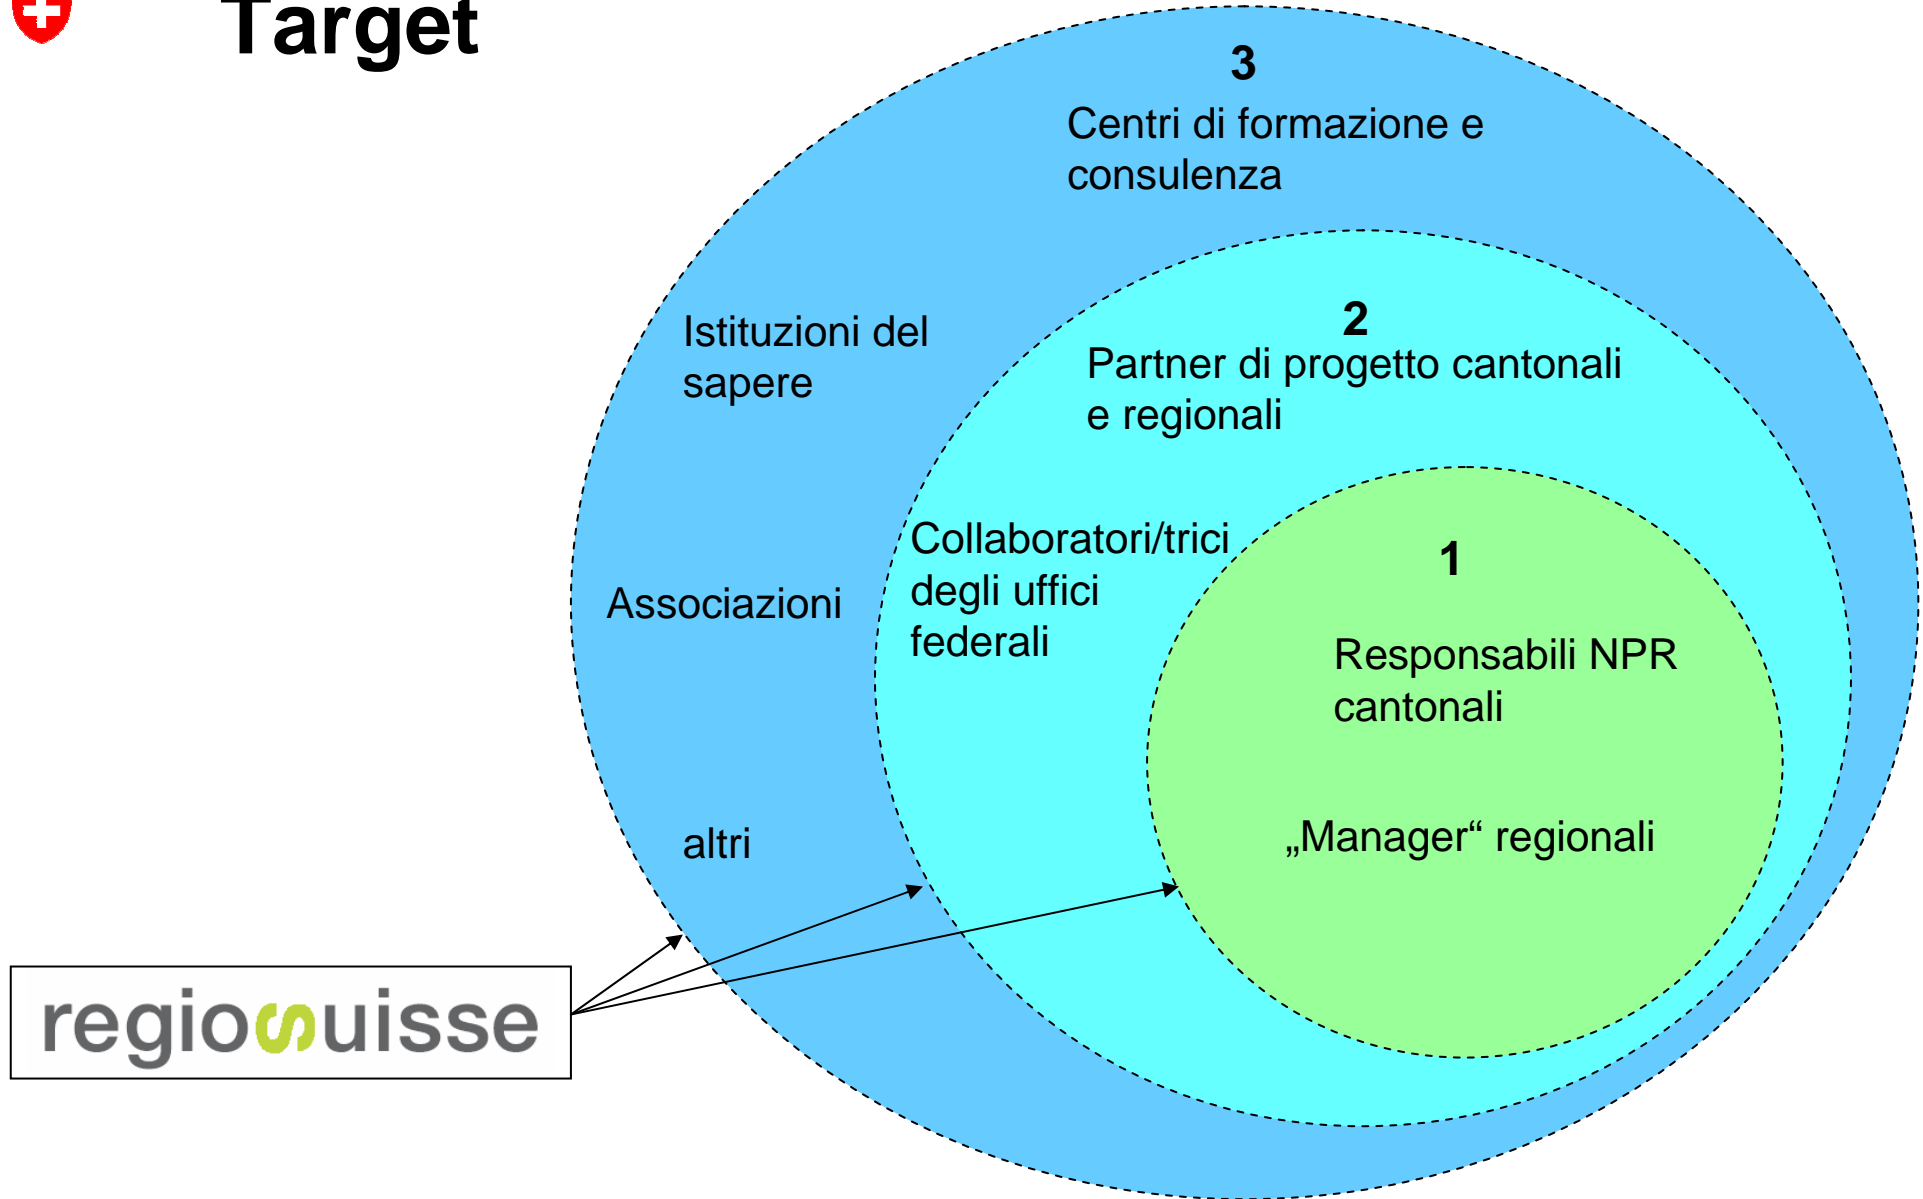 Target
3
Centri di formazione e
consulenza
Istituzioni del
sapere
2
Partner di progetto cantonali
e regionali
Collaboratori/trici
degli uffici
federali
Associazioni
1
Responsabili NPR
cantonali
„Manager“ regionali
altri
regiosuisse